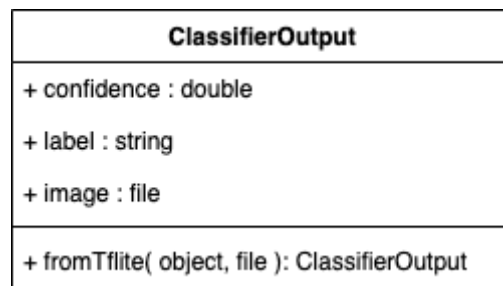 ClassifierOutput
+ confidence : double
+ label : string
+ image : file
+ fromTflite( object, file ): ClassifierOutput